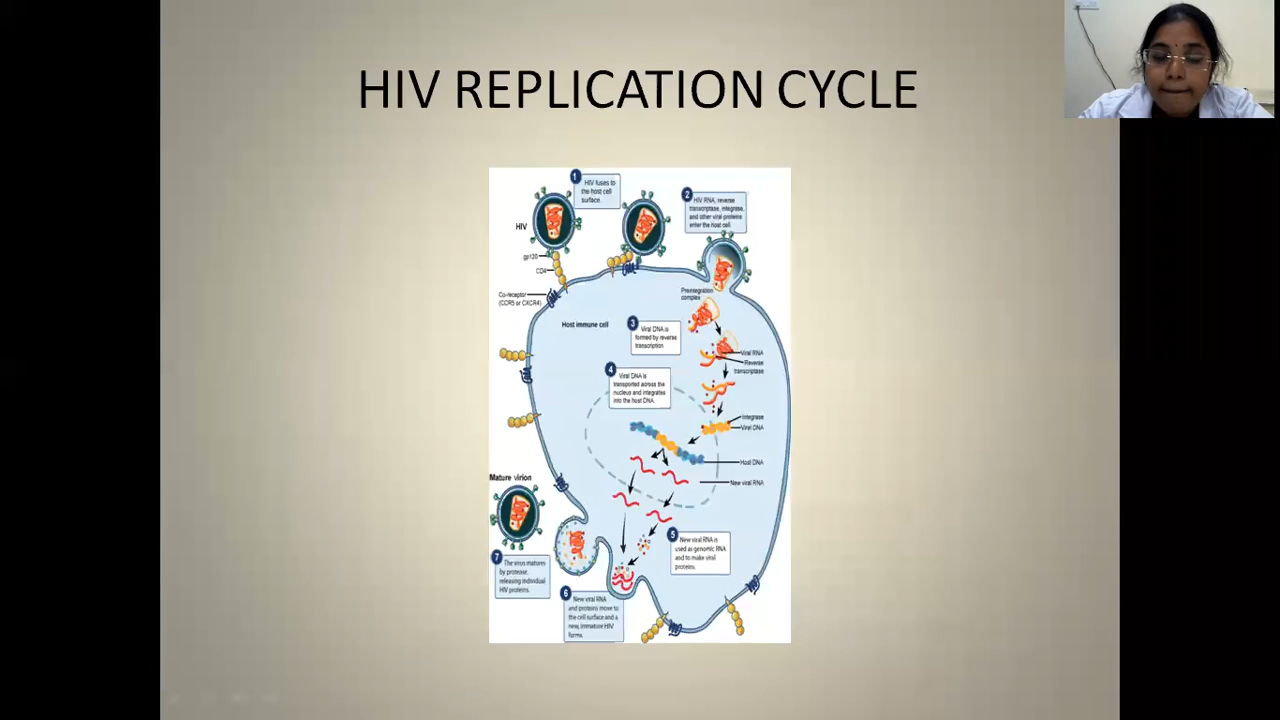 HIV REPLICATION CYCLE
1
HIV fuses to
the host cell
surface.
2
HIV RNA, reverse
transcriptase, integrase,
and other viral proteins
enter the host cell.
HIV
gp120
CD4
Co-receptor
(CCR5 or CXCR4)
Preintegration
complex
Host immune cell
3
Viral DNA is
formed by reverse
transcription
Viral RNA
Reverse
transcriptase
4
Viral DNA is
transported across the
nucleus and integrates
into the host DNA.
Integrase
Viral DNA
Host DNA
New viral RNA
Mature virion
5
New viral RNA is
used as genomic RNA
and to make viral
proteins.
7
The virus matures
by protease,
releasing individual
HIV proteins.
6
New viral RNA
and proteins move to
the cell surface and a
new, immature HIV
forms.